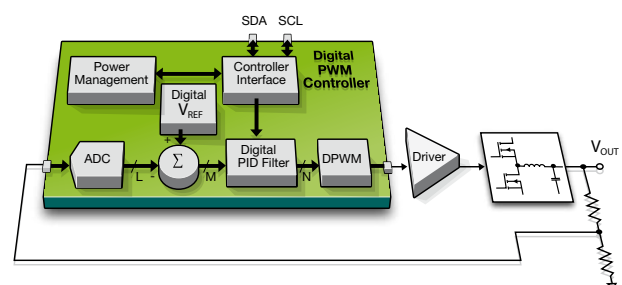 SDA SCL
Digital
PWM
Controller
Power
Management
Controller
Interface
Digital
VREF
+
ADC
L
-
Σ
M
Digital
PID Filter
N
DPWM
Driver
VOUT